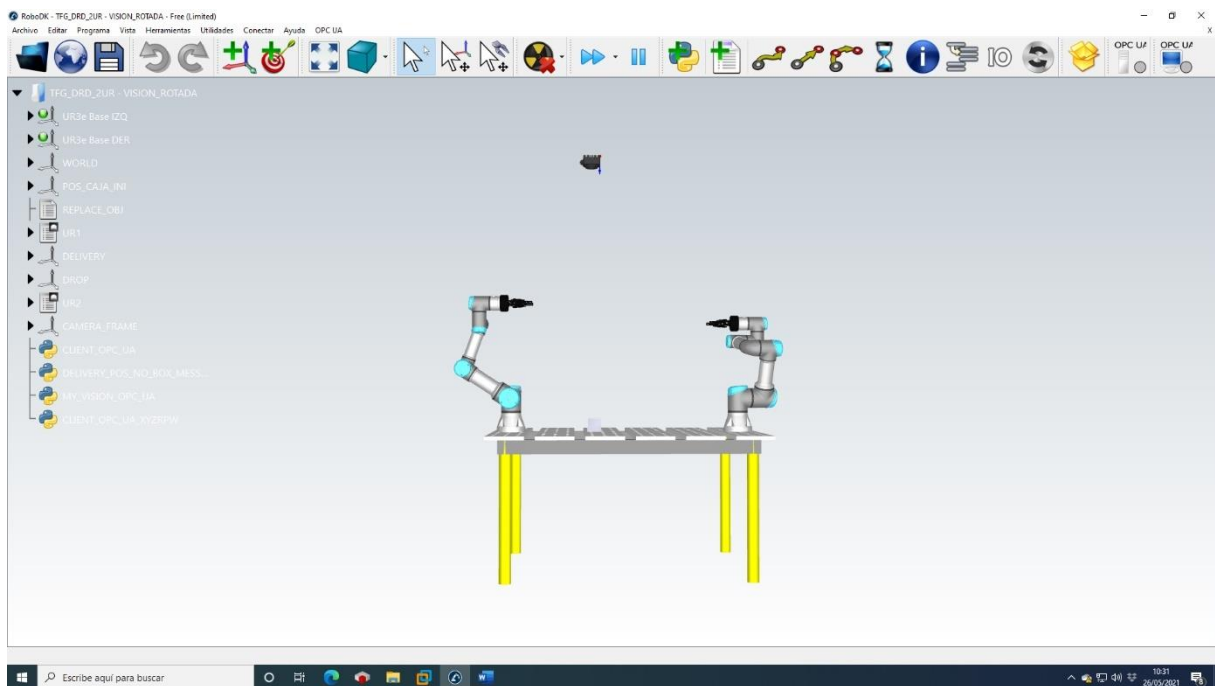 RoboDK - TFG_DRD_2UR - VISION_ROTADA - Free (Limited)
Archivo Editar Programa Vista Herramientas Utilidades Conectar Ayuda OPC UA
OPC UA OPC UA
IO
TFG_DRD_2UR - VISION_ROTADA
UR3e Base IZQ
UR3e Base DER
WORLD
POS_CAJA_INI
REPLACE_OBJ
UR1
DELIVERY
DROP
UR2
CAMERA_FRAME
CLIENT_OPC_UA
DELIVERY_POS_NO_BOX_MESS...
MY_VISION_OPC_UA
CLIENT_OPC_UA_XYZRPW
Escribe aquí para buscar
10:31
26/05/2021